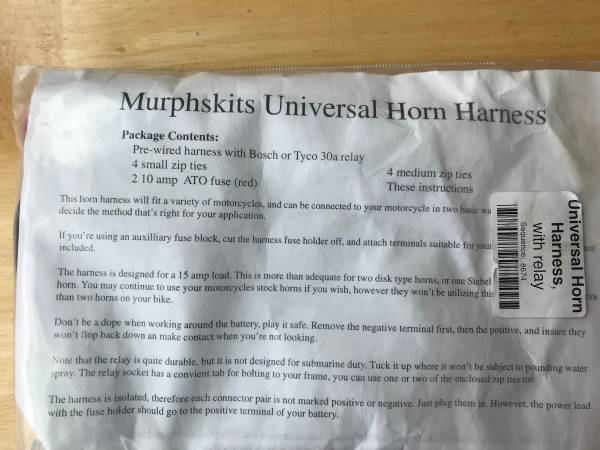 Murphskits Universal Horn Harness
Package Contents:
Pre-wired harness with Bosch or Tyco 30a relay
4 small zip ties
4 medium zip ties
2 10 amp ATO fuse (red)
These instructions
This horn harness will fit a variety of motorcycles, and can be connected to your motorcycle in two basic wa
decide the method that's right for your application.
If you're using an auxilliary fuse block, cut the harness fuse holder off, and attach terminals suitable for your not
included.
The harness is designed for a 15 amp load. This is more than adequate for two disk type horns, or one Stebel
horn. You may continue to use your motorcycles stock horns if you wish, however they won't be utilizing thi
than two horns on your bike.
Don't be a dope when working around the battery, play it safe. Remove the negative terminal first, then the positive, and insure they
won't flop back down an make contact when you're not looking.
Note that the relay is quite durable, but it is not designed for submarine duty. Tuck it up where it won't be subject to pounding water
spray. The relay socket has a convient tab for bolting to your frame, you can use one or two of the enclosed zip ties too.
The harness is isolated, therefore each connector pair is not marked positive or negative. Just plug them in. However, the power lead
with the fuse holder should go to the positive terminal of your battery.
Universal Horn
Harness,
with relay
Sequence: 8674